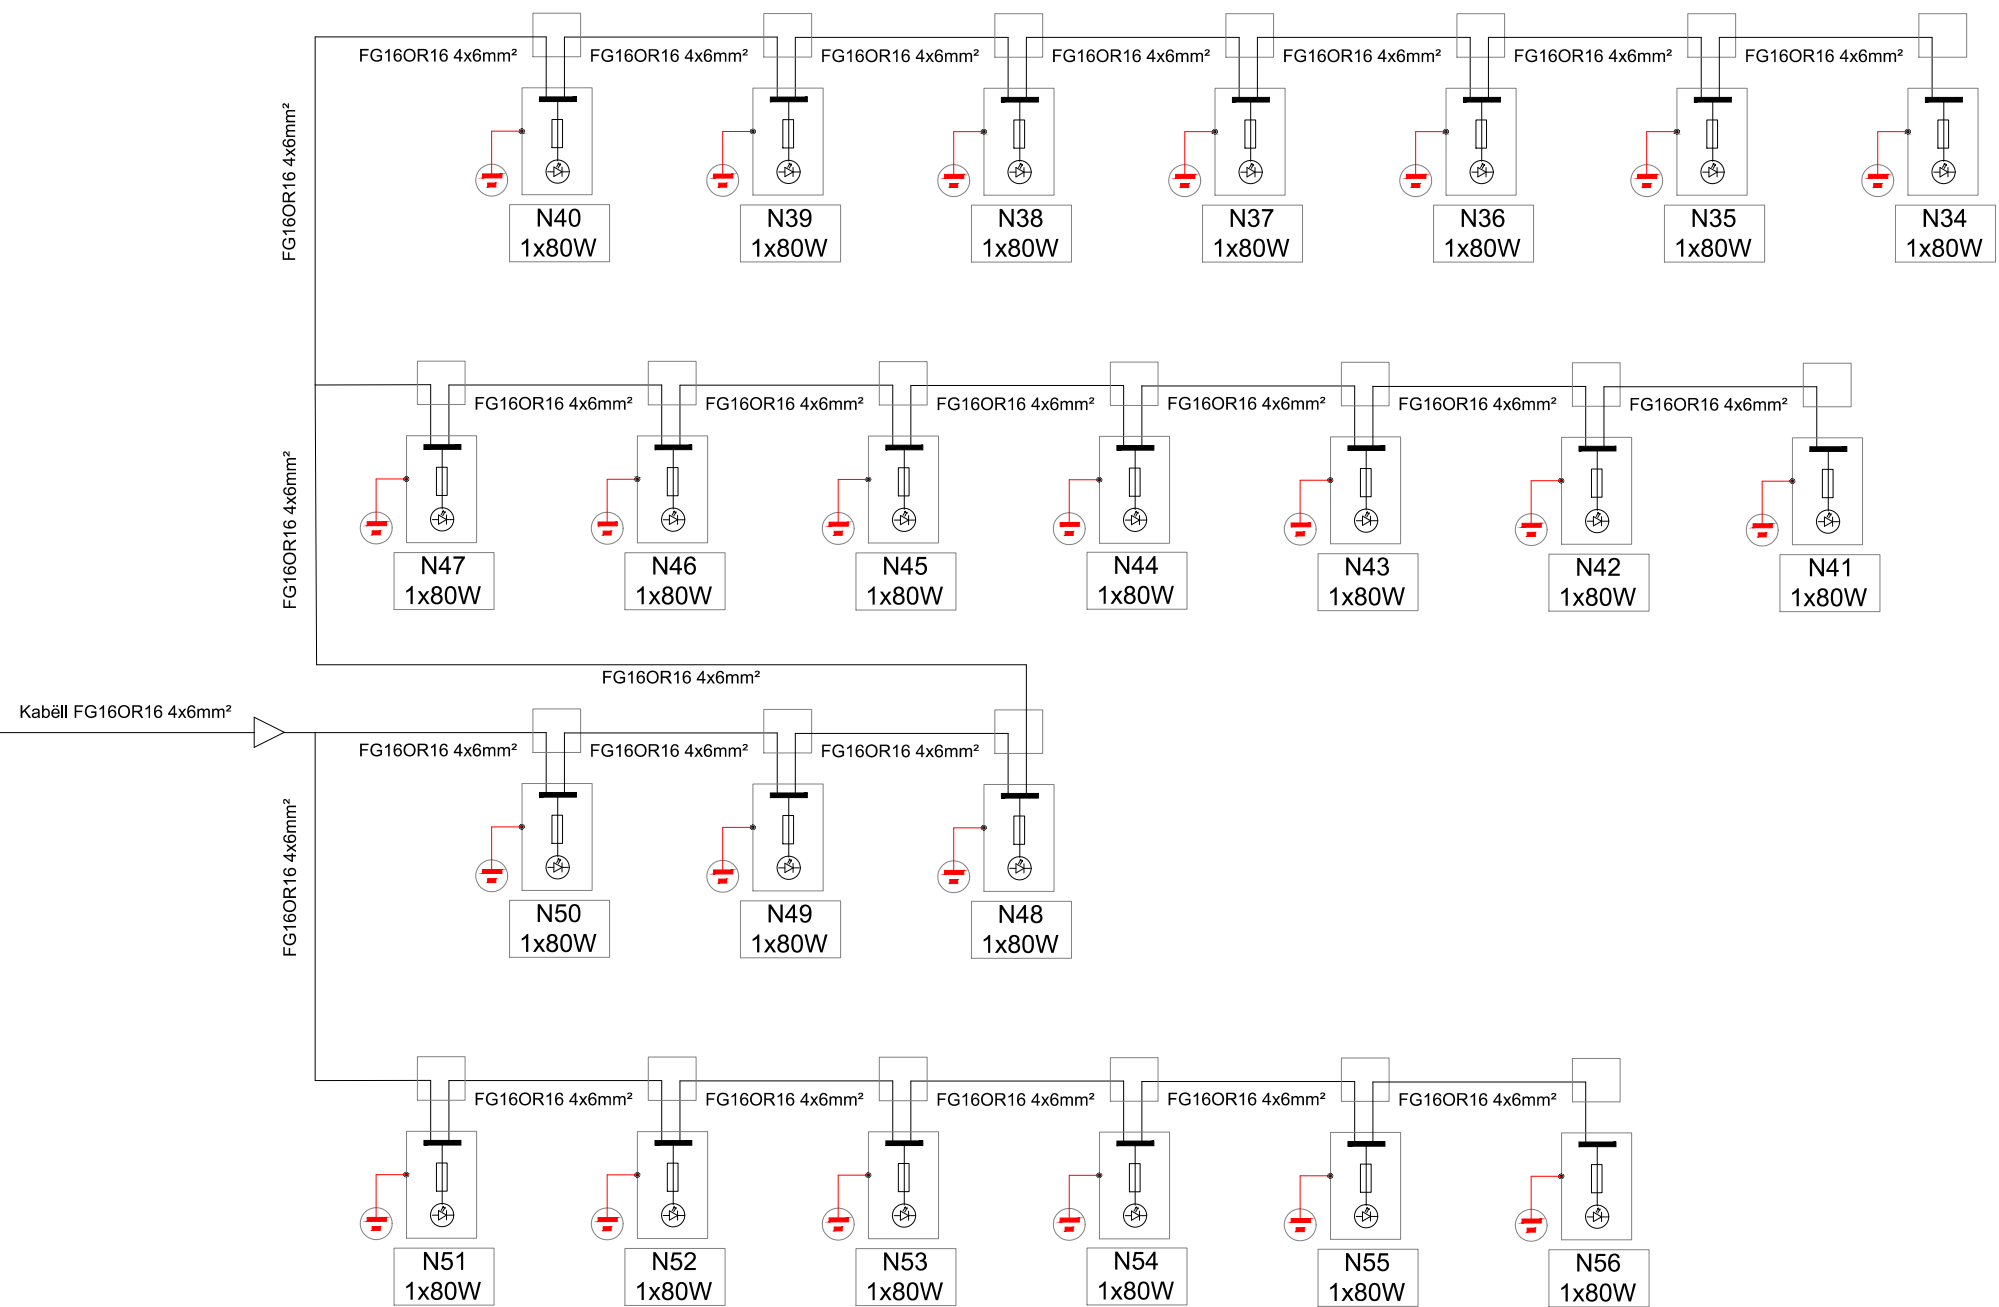 FG16OR16 4x6mm² FG16OR16 4x6mm² FG16OR16 4x6mm² FG16OR16 4x6mm² FG16OR16 4x6mm² FG16OR16 4x6mm² FG16OR16 4x6mm²
FG16OR16 4x6mm²
N40 N39 N38 N37 N36 N35 N34
1x80W 1x80W 1x80W 1x80W 1x80W 1x80W 1x80W
FG16OR16 4x6mm² FG16OR16 4x6mm² FG16OR16 4x6mm² FG16OR16 4x6mm² FG16OR16 4x6mm² FG16OR16 4x6mm²
FG16OR16 4x6mm²
N47 N46 N45 N44 N43 N42 N41
1x80W 1x80W 1x80W 1x80W 1x80W 1x80W 1x80W
FG16OR16 4x6mm²
Kabëll FG16OR16 4x6mm²
FG16OR16 4x6mm² FG16OR16 4x6mm² FG16OR16 4x6mm²
FG16OR16 4x6mm²
N50 N49 N48
1x80W 1x80W 1x80W
FG16OR16 4x6mm² FG16OR16 4x6mm² FG16OR16 4x6mm² FG16OR16 4x6mm² FG16OR16 4x6mm²
N51 N52 N53 N54 N55 N56
1x80W 1x80W 1x80W 1x80W 1x80W 1x80W